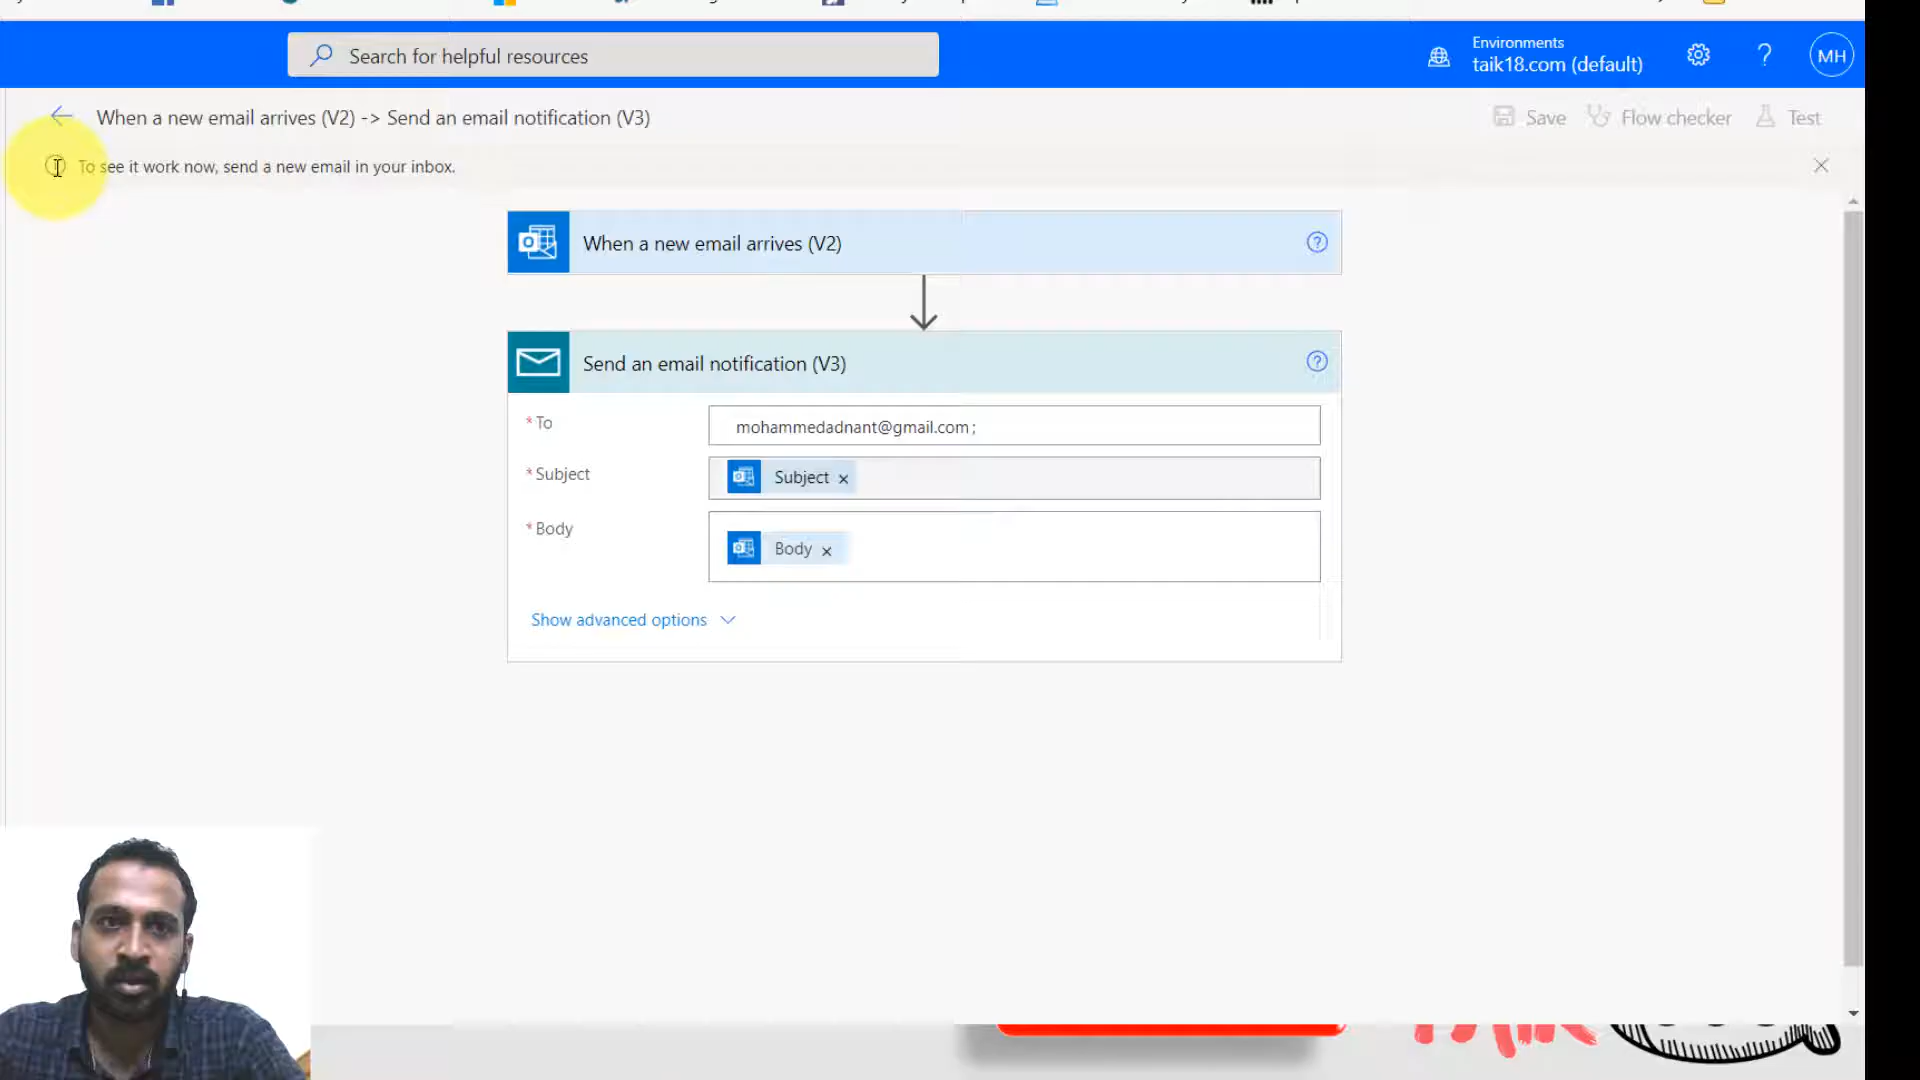 Search for helpful resources
Environments
taik18.com (default)
?
MH
When a new email arrives (V2) -> Send an email notification (V3)
Save
Flow checker
Test
To see it work now, send a new email in your inbox.
When a new email arrives (V2)
Send an email notification (V3)
* To
mohammedadnant@gmail.com ;
* Subject
Subject ×
* Body
Body ×
Show advanced options